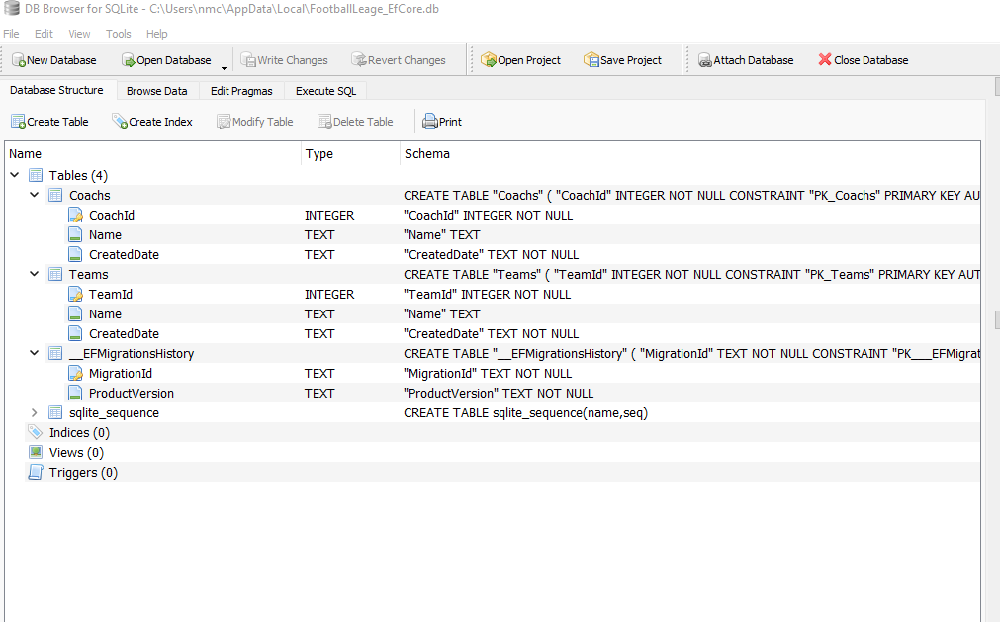 DB Browser for SQLite - C:\Users\nmc\AppData\Local\FootballLeage_EfCore.db
File Edit View Tools Help
New Database Open Database Write Changes Revert Changes Open Project Save Project Attach Database Close Database
Database Structure Browse Data Edit Pragmas Execute SQL
Create Table Create Index Modify Table Delete Table Print
Name Type Schema
Tables (4)
Coachs CREATE TABLE "Coachs" ( "CoachId" INTEGER NOT NULL CONSTRAINT "PK_Coachs" PRIMARY KEY AU
CoachId INTEGER "CoachId" INTEGER NOT NULL
Name TEXT "Name" TEXT
CreatedDate TEXT "CreatedDate" TEXT NOT NULL
Teams CREATE TABLE "Teams" ( "TeamId" INTEGER NOT NULL CONSTRAINT "PK_Teams" PRIMARY KEY AUT
TeamId INTEGER "TeamId" INTEGER NOT NULL
Name TEXT "Name" TEXT
CreatedDate TEXT "CreatedDate" TEXT NOT NULL
__EFMigrationsHistory CREATE TABLE "__EFMigrationsHistory" ( "MigrationId" TEXT NOT NULL CONSTRAINT "PK___EFMigrat
MigrationId TEXT "MigrationId" TEXT NOT NULL
ProductVersion TEXT "ProductVersion" TEXT NOT NULL
sqlite_sequence CREATE TABLE sqlite_sequence(name,seq)
Indices (0)
Views (0)
Triggers (0)